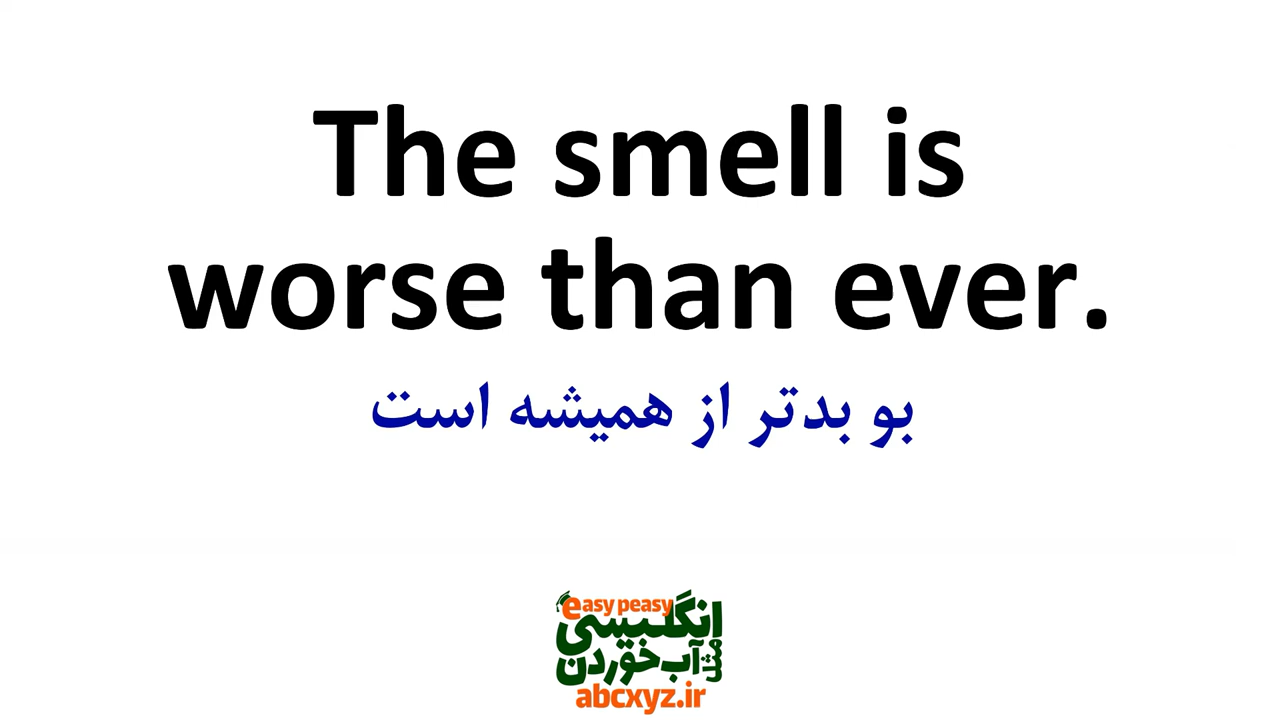 The smell is
worse than ever.
بو بدتر از همیشه است
easy peasy
انگلیسی
مثل آب خوردن
abcxyz.ir